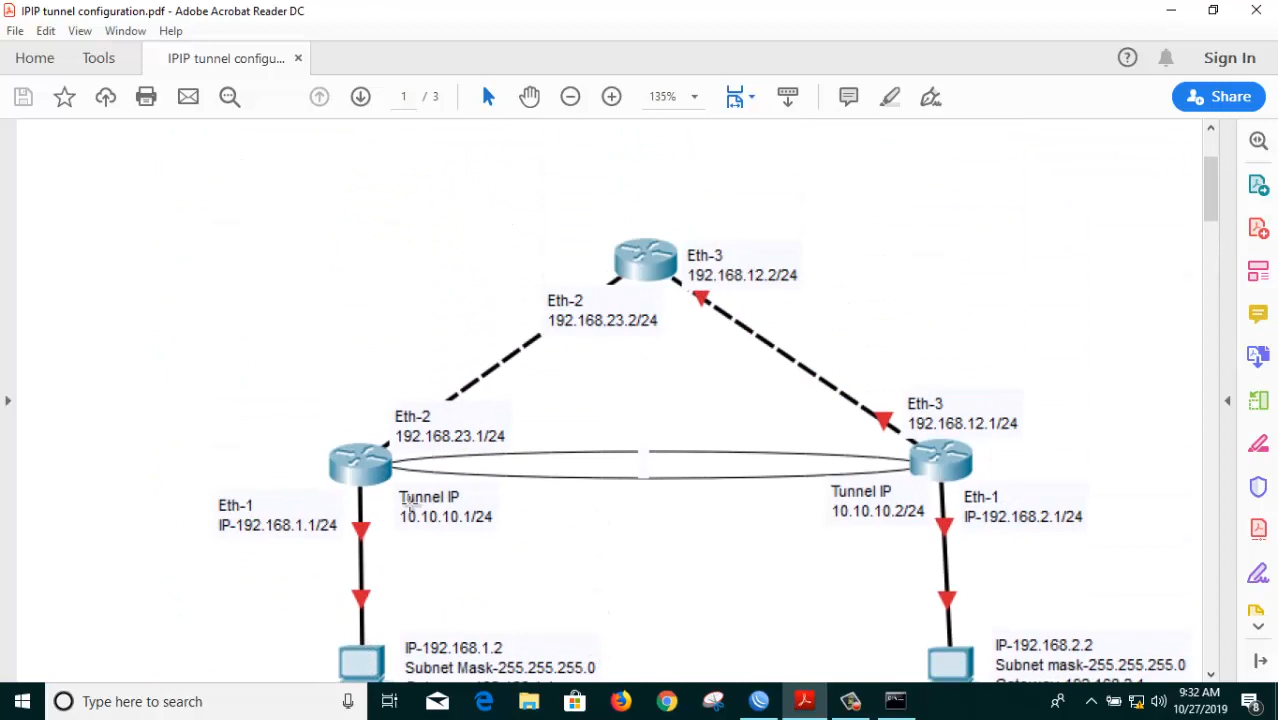 IPIP tunnel configuration.pdf - Adobe Acrobat Reader DC
File Edit View Window Help
Home Tools IPIP tunnel configu... Sign In
1 / 3 135% Share
Eth-3
192.168.12.2/24
Eth-2
192.168.23.2/24
Eth-2
192.168.23.1/24
Eth-3
192.168.12.1/24
Eth-1
IP-192.168.1.1/24
Tunnel IP
10.10.10.1/24
Tunnel IP
10.10.10.2/24
Eth-1
IP-192.168.2.1/24
IP-192.168.1.2
Subnet Mask-255.255.255.0
IP-192.168.2.2
Subnet mask-255.255.255.0
Type here to search
9:32 AM
10/27/2019
8